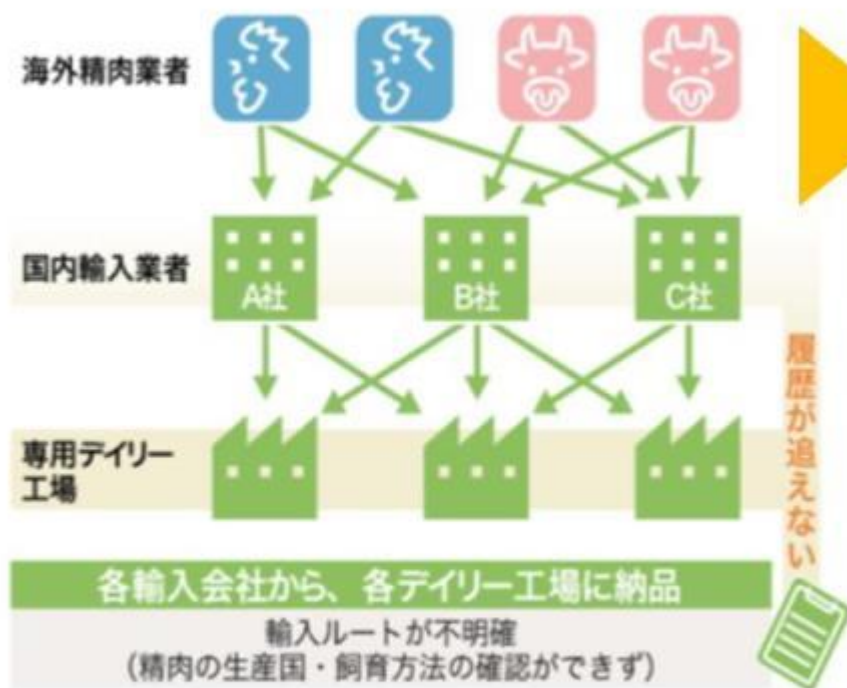 海外精肉業者
国内輸入業者
A社
B社
C社
専用デイリー
工場
履歴が追えない
各輸入会社から、各デイリー工場に納品
輸入ルートが不明確
（精肉の生産国・飼育方法の確認ができず）